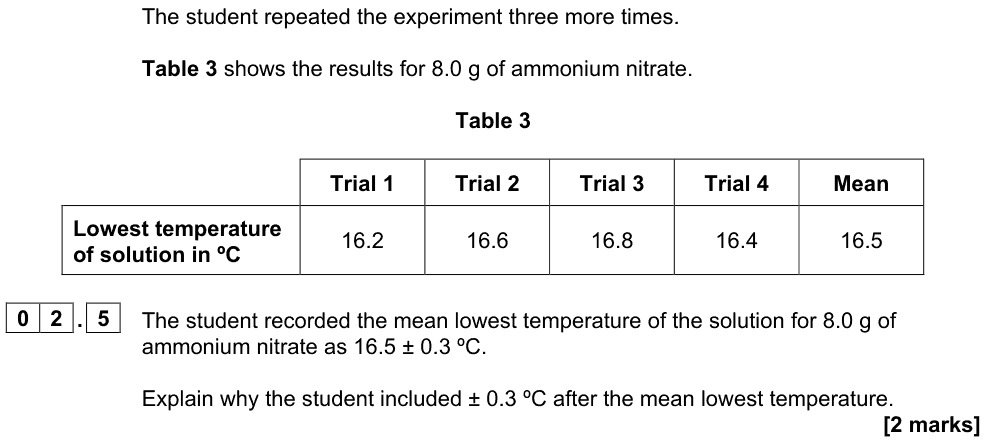 The student repeated the experiment three more times.
Table 3 shows the results for 8.0 g of ammonium nitrate.
Table 3
Trial 1 Trial 2 Trial 3 Trial 4 Mean
Lowest temperature
of solution in ºC
16.2 16.6 16.8 16.4 16.5
0 2 . 5 The student recorded the mean lowest temperature of the solution for 8.0 g of
ammonium nitrate as 16.5 ± 0.3 ºC.
Explain why the student included ± 0.3 ºC after the mean lowest temperature.
[2 marks]